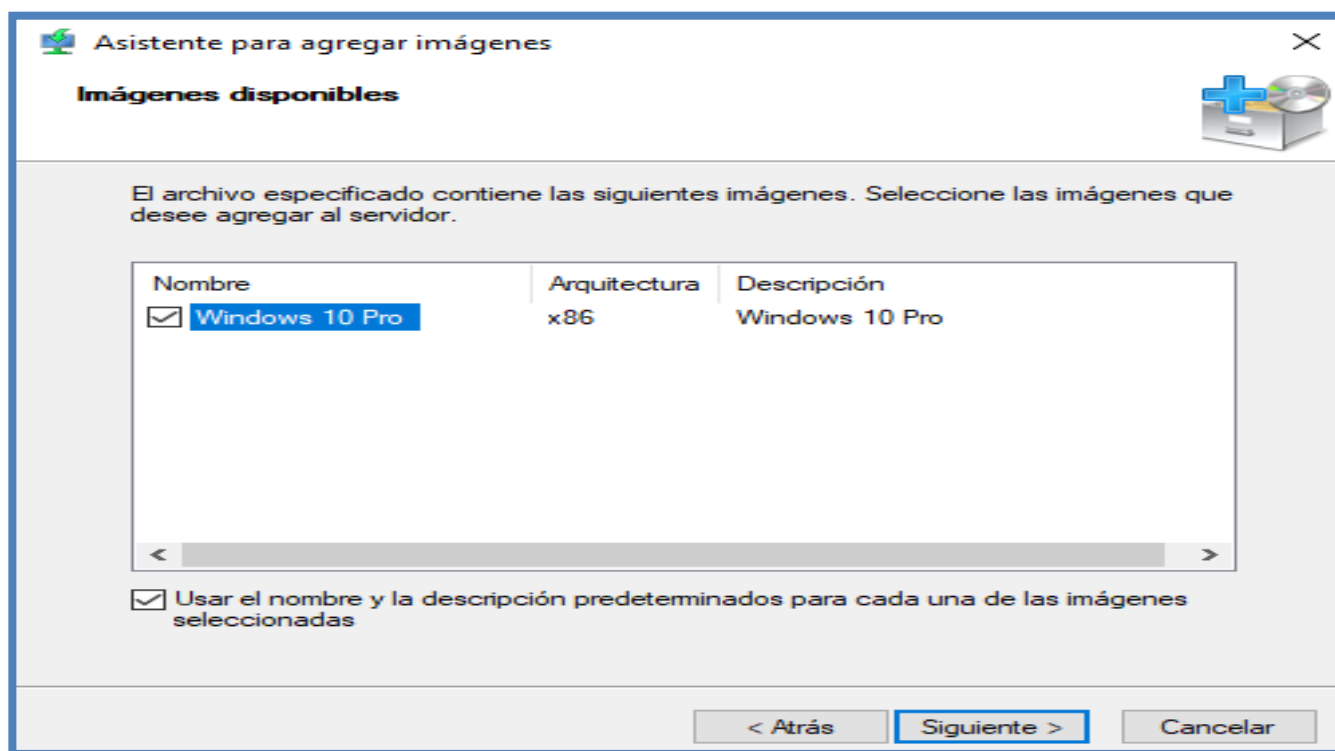 Asistente para agregar imágenes
Imágenes disponibles
El archivo especificado contiene las siguientes imágenes. Seleccione las imágenes que
desee agregar al servidor.
Nombre Arquitectura Descripción
Windows 10 Pro x86 Windows 10 Pro
Usar el nombre y la descripción predeterminados para cada una de las imágenes
seleccionadas
< Atrás Siguiente > Cancelar